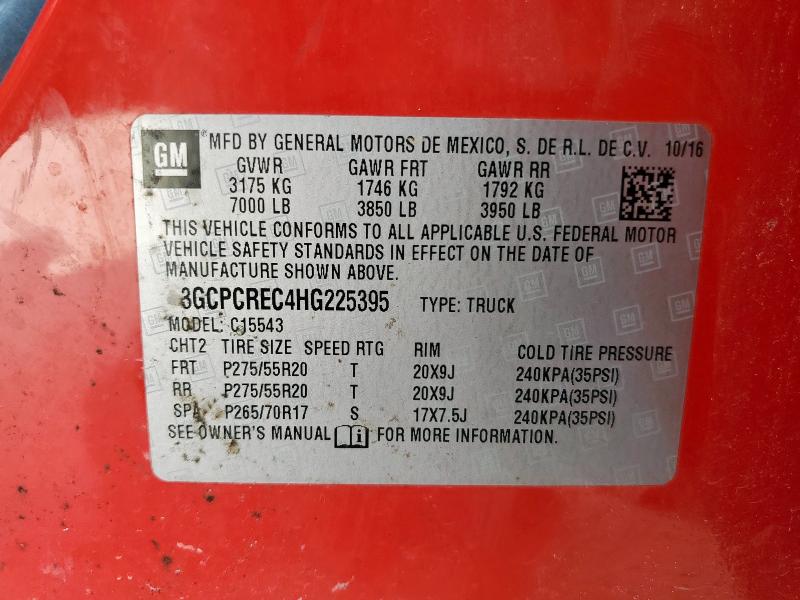 GM MFD BY GENERAL MOTORS DE MEXICO, S. DE R.L. DE C.V. 10/16
GVWR GAWR FRT GAWR RR
3175 KG 1746 KG 1792 KG
7000 LB 3850 LB 3950 LB
THIS VEHICLE CONFORMS TO ALL APPLICABLE U.S. FEDERAL MOTOR
VEHICLE SAFETY STANDARDS IN EFFECT ON THE DATE OF
MANUFACTURE SHOWN ABOVE.
3GCPCREC4HG225395 TYPE: TRUCK
MODEL: C15543
CHT2 TIRE SIZE SPEED RTG RIM COLD TIRE PRESSURE
FRT P275/55R20 T 20X9J 240KPA(35PSI)
RR P275/55R20 T 20X9J 240KPA(35PSI)
SPA P265/70R17 S 17X7.5J 240KPA(35PSI)
SEE OWNER'S MANUAL FOR MORE INFORMATION.